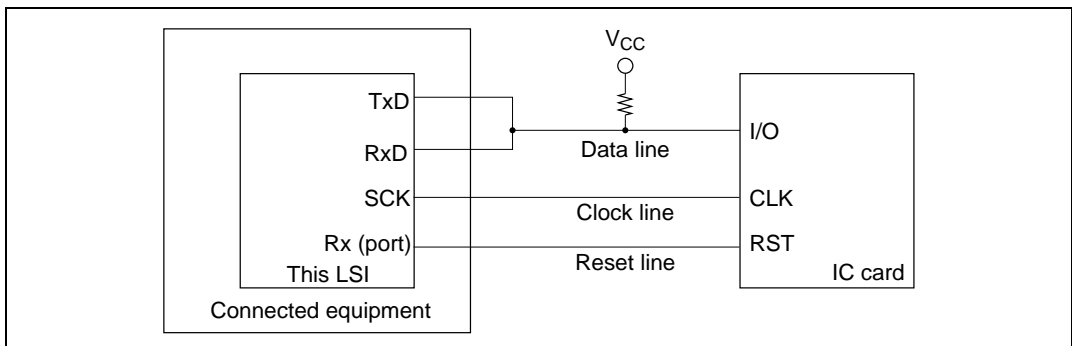 VCC
TxD
RxD
I/O
Data line
SCK
CLK
Clock line
Rx (port)
RST
Reset line
This LSI
IC card
Connected equipment